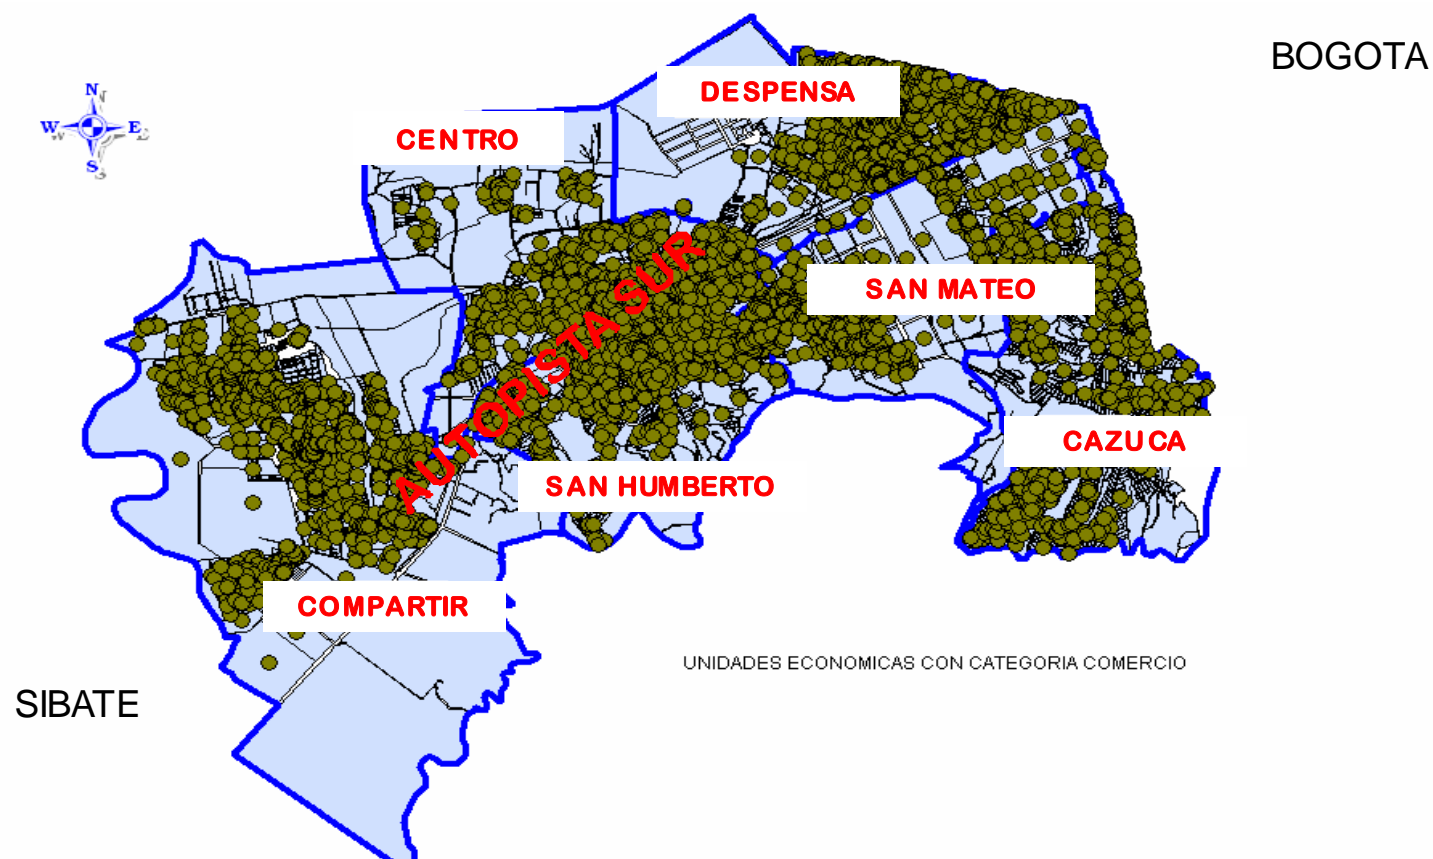 BOGOTA
DESPENSA
N
W E
S
CENTRO
AUTOPISTA SUR
SAN MATEO
CAZUCA
SAN HUMBERTO
COMPARTIR
UNIDADES ECONOMICAS CON CATEGORIA COMERCIO
SIBATE